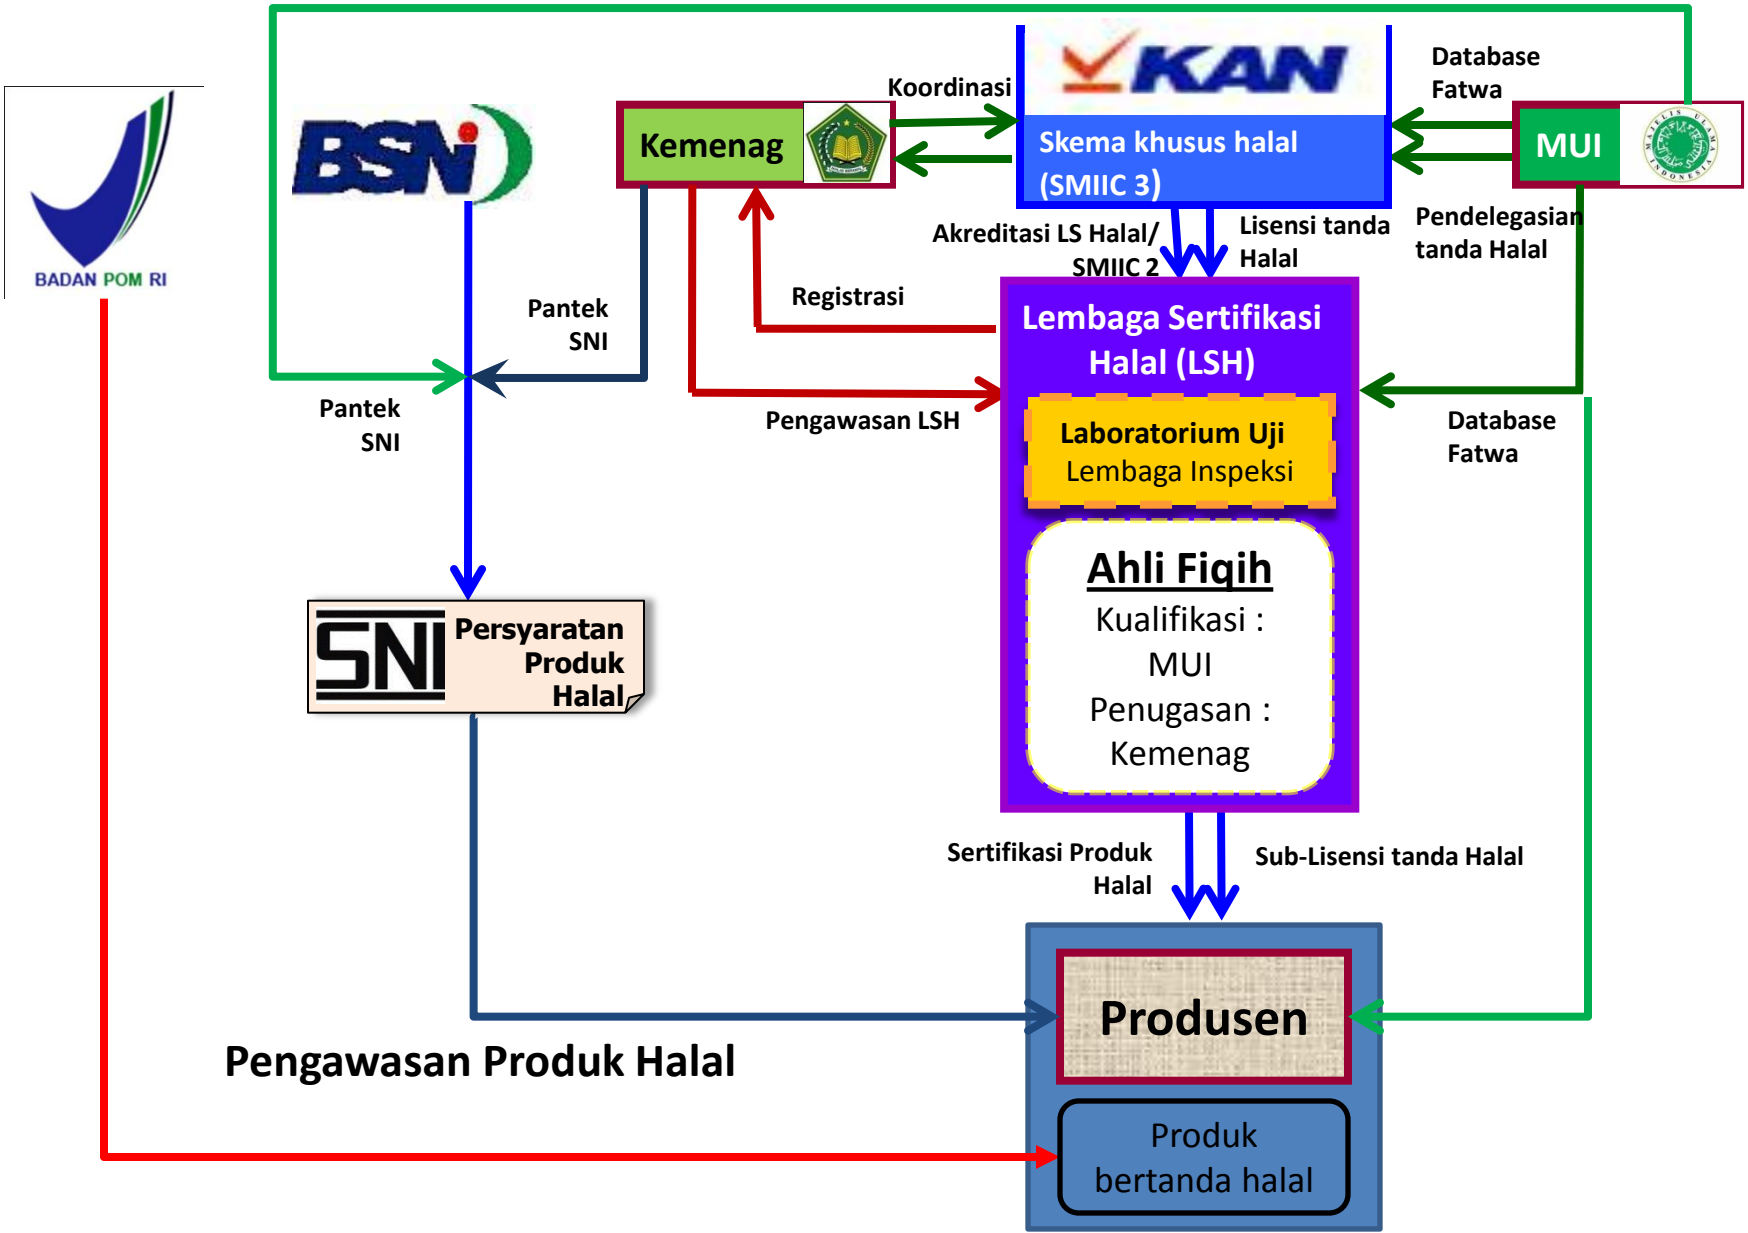 KAN
Koordinasi
Database
Fatwa
BSN
Kemenag
Skema khusus halal
(SMIIC 3)
MUI
MAJELIS ULAMA
INDONESIA
BADAN POM RI
Akreditasi LS Halal/
SMIIC 2
Lisensi tanda
Halal
Pendelegasian
tanda Halal
Registrasi
Pantek
SNI
Lembaga Sertifikasi
Halal (LSH)
Pantek
SNI
Pengawasan LSH
Database
Fatwa
Laboratorium Uji
Lembaga Inspeksi
Ahli Fiqih
Kualifikasi :
MUI
Penugasan :
Kemenag
SNI
Persyaratan
Produk
Halal
Sertifikasi Produk
Halal
Sub-Lisensi tanda Halal
Produsen
Pengawasan Produk Halal
Produk
bertanda halal